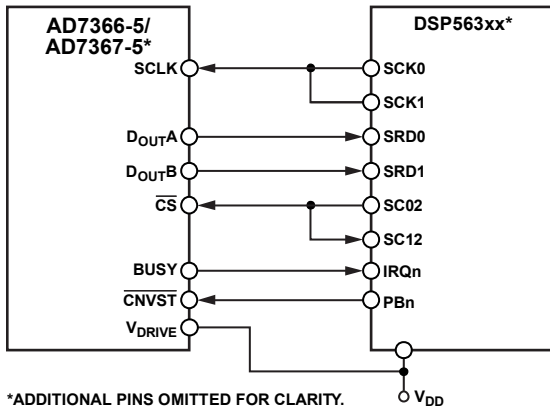 AD7366-5/
AD7367-5*
DSP563xx*
SCLK
SCK0
SCK1
DOUTA
SRD0
DOUTB
SRD1
CS
SC02
SC12
BUSY
IRQn
CNVST
PBn
VDRIVE
*ADDITIONAL PINS OMITTED FOR CLARITY.
VDD